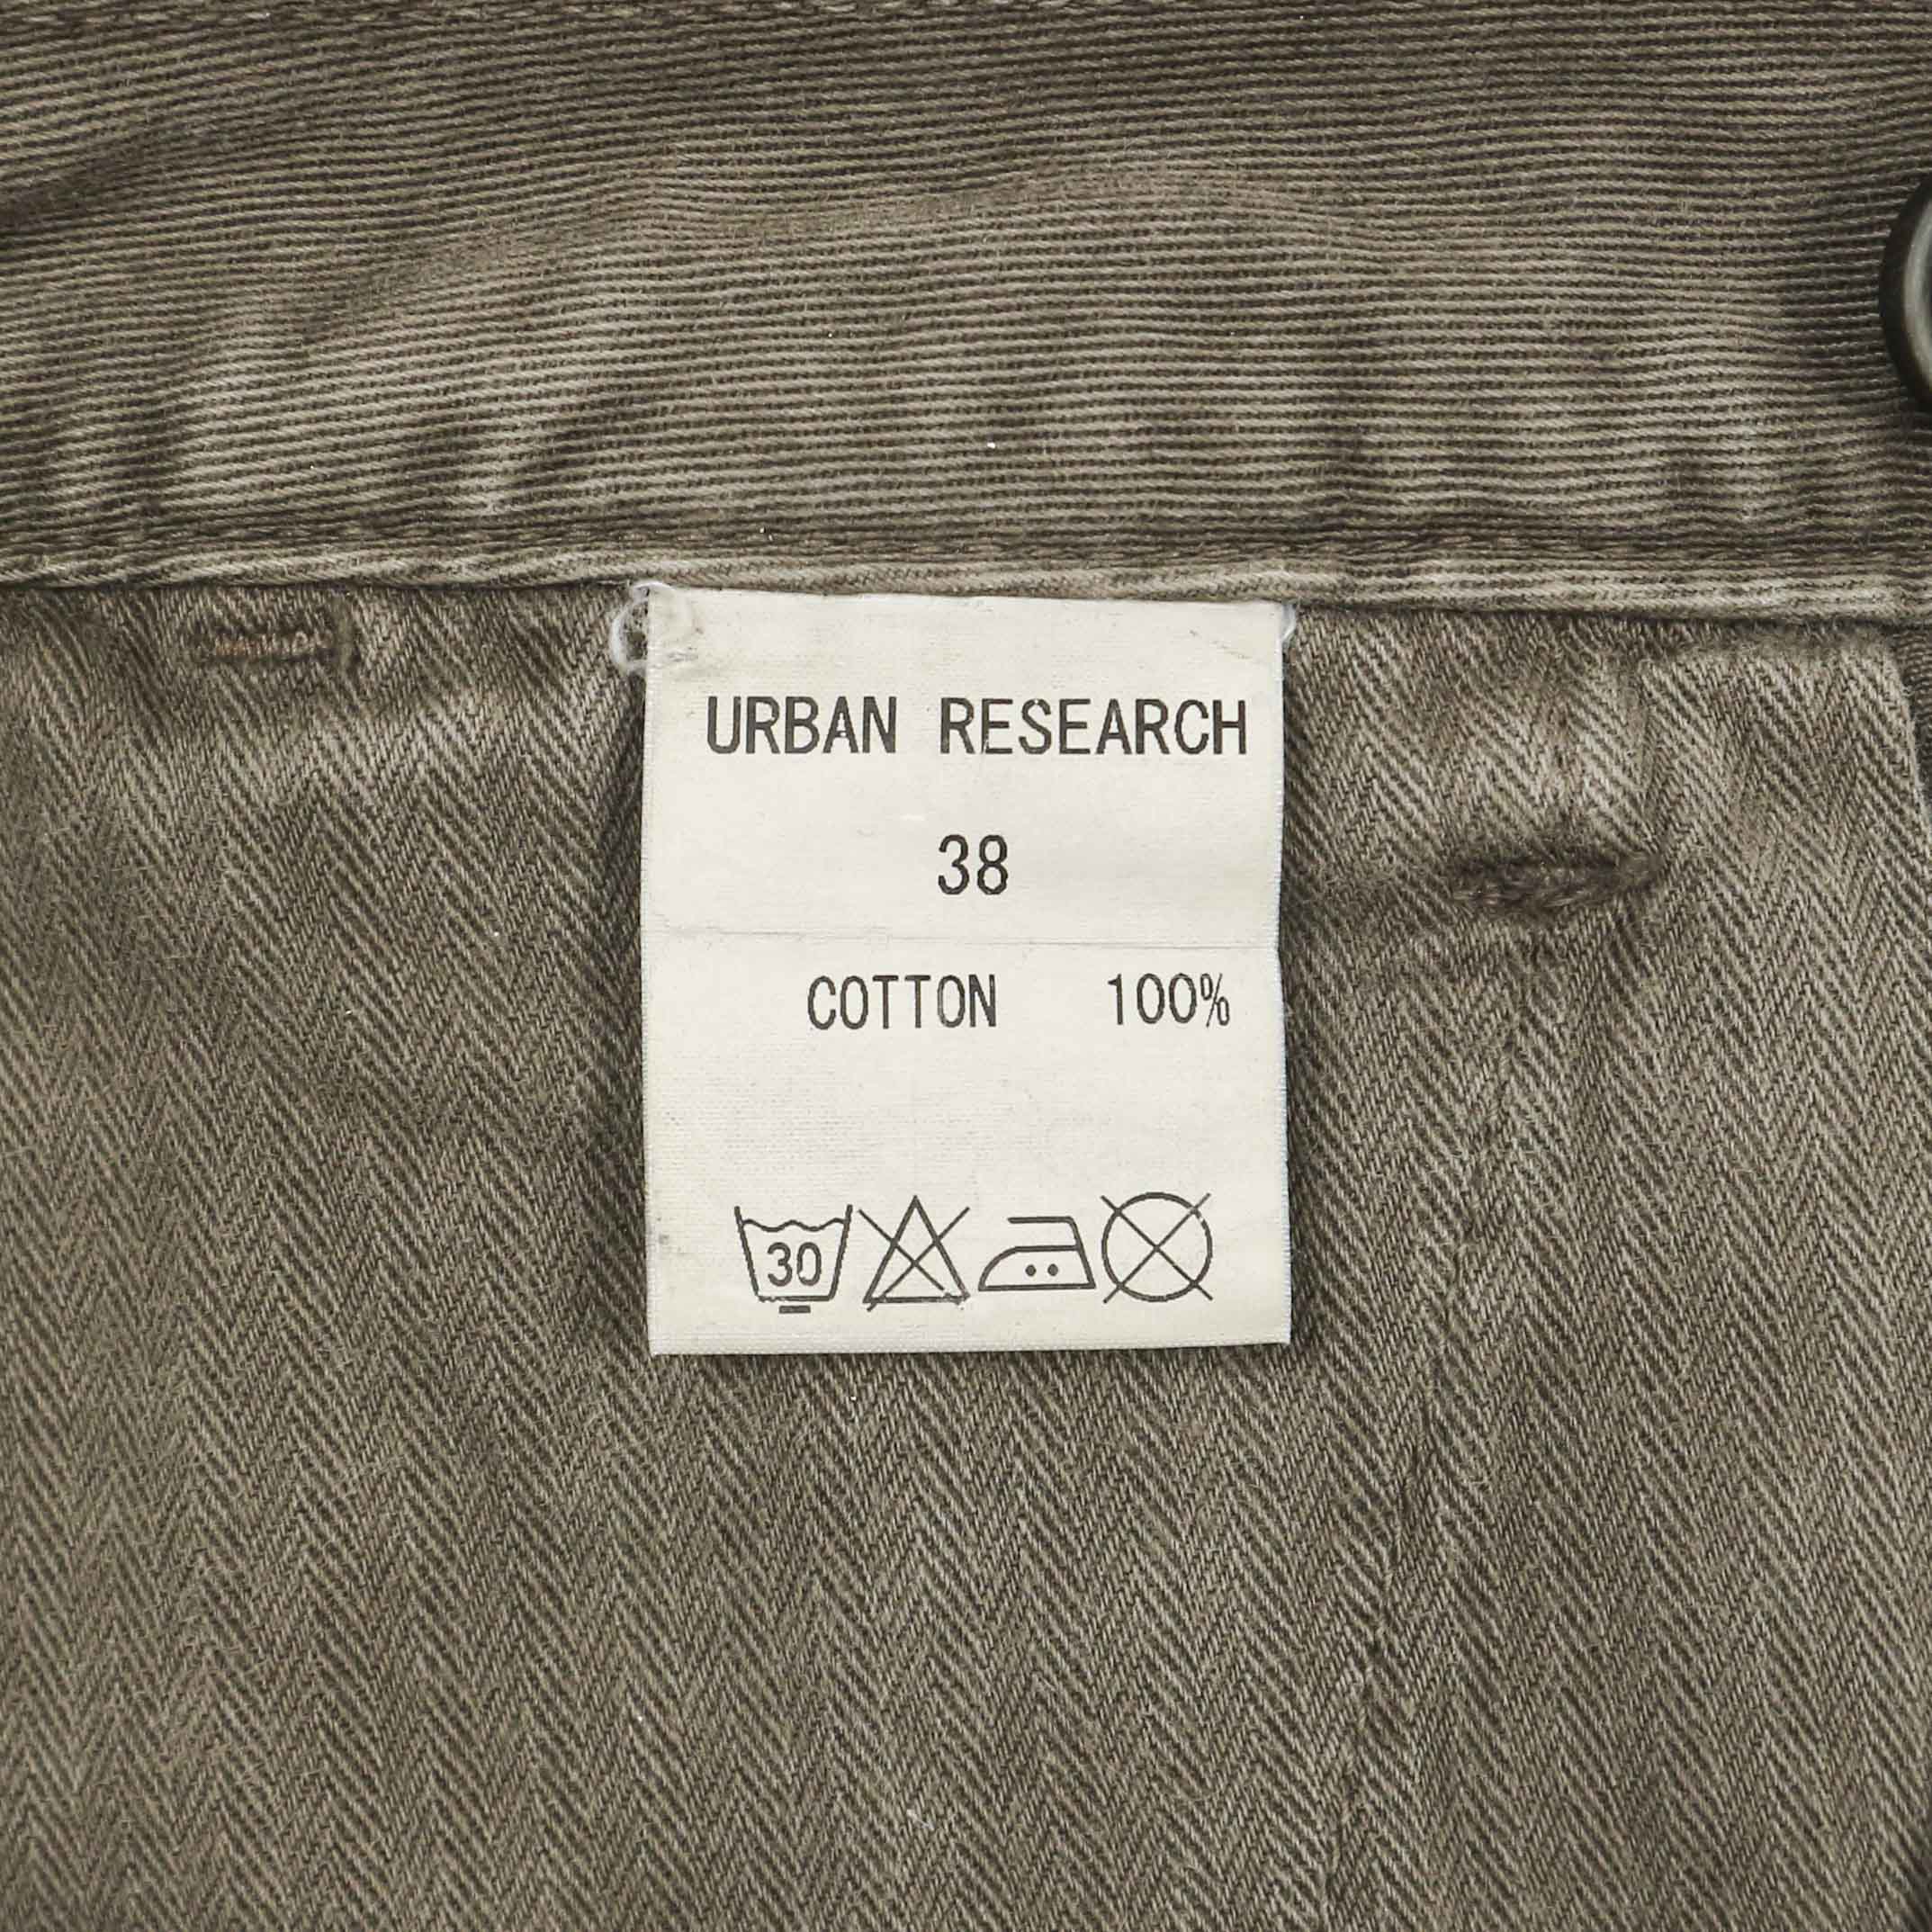 URBAN RESEARCH
38
COTTON 100%
30